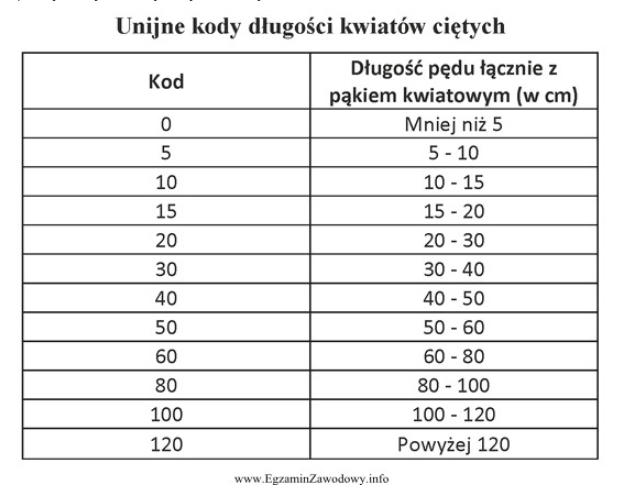 Unijne kody długości kwiatów ciętych
Kod
Długość pędu łącznie z
pąkiem kwiatowym (w cm)
0 Mniej niż 5
5 5 - 10
10 10 - 15
15 15 - 20
20 20 - 30
30 30 - 40
40 40 - 50
50 50 - 60
60 60 - 80
80 80 - 100
100 100 - 120
120 Powyżej 120
www.EgzaminZawodowy.info